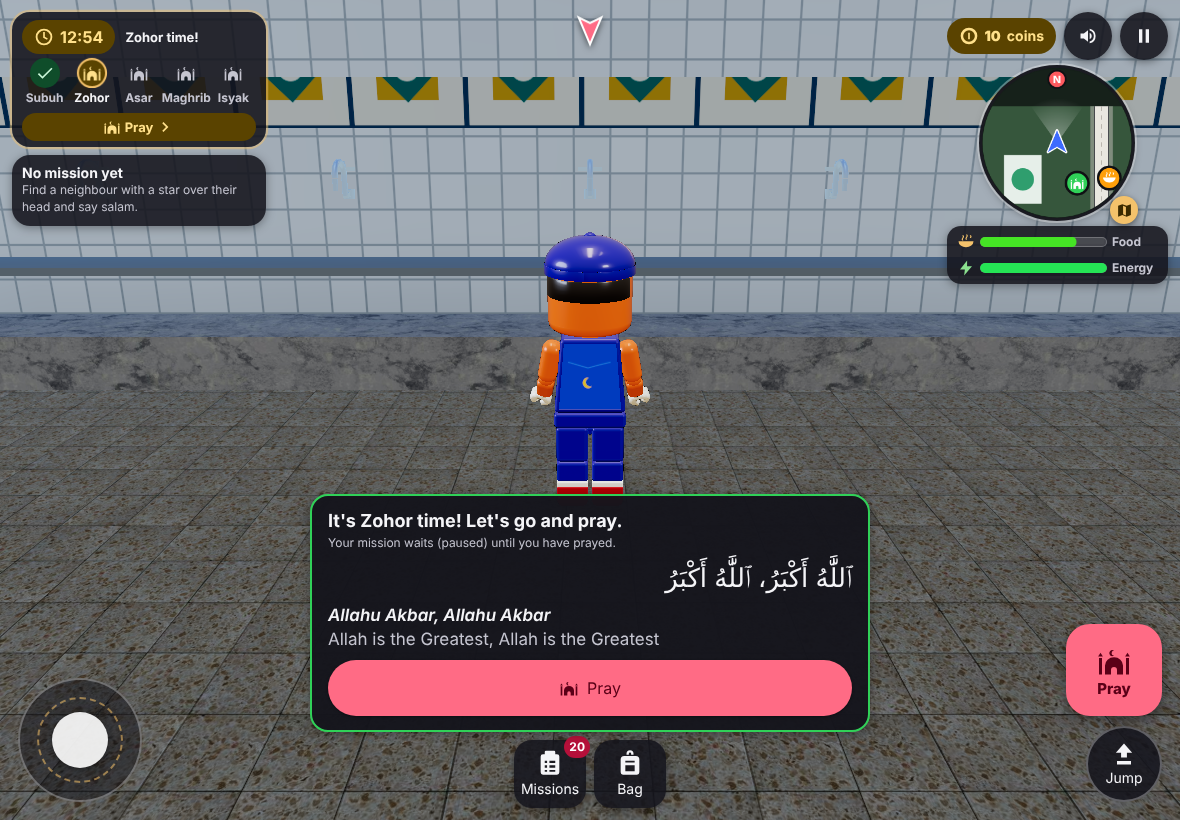 12:54
Zohor time!
Subuh
Zohor
Asar
Maghrib
Isyak
Pray
No mission yet
Find a neighbour with a star over their
head and say salam.
10 coins
N
Food
Energy
It's Zohor time! Let's go and pray.
Your mission waits (paused) until you have prayed.
ٱللَّهُ أَكْبَرُ، ٱللَّهُ أَكْبَرُ
Allahu Akbar, Allahu Akbar
Allah is the Greatest, Allah is the Greatest
Pray
Pray
Jump
20
Missions
Bag